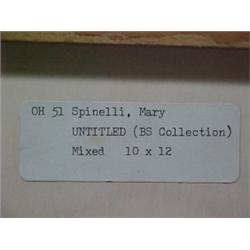 OH 51 Spinelli, Mary
UNTITLED (BS Collection)
Mixed 10 x 12